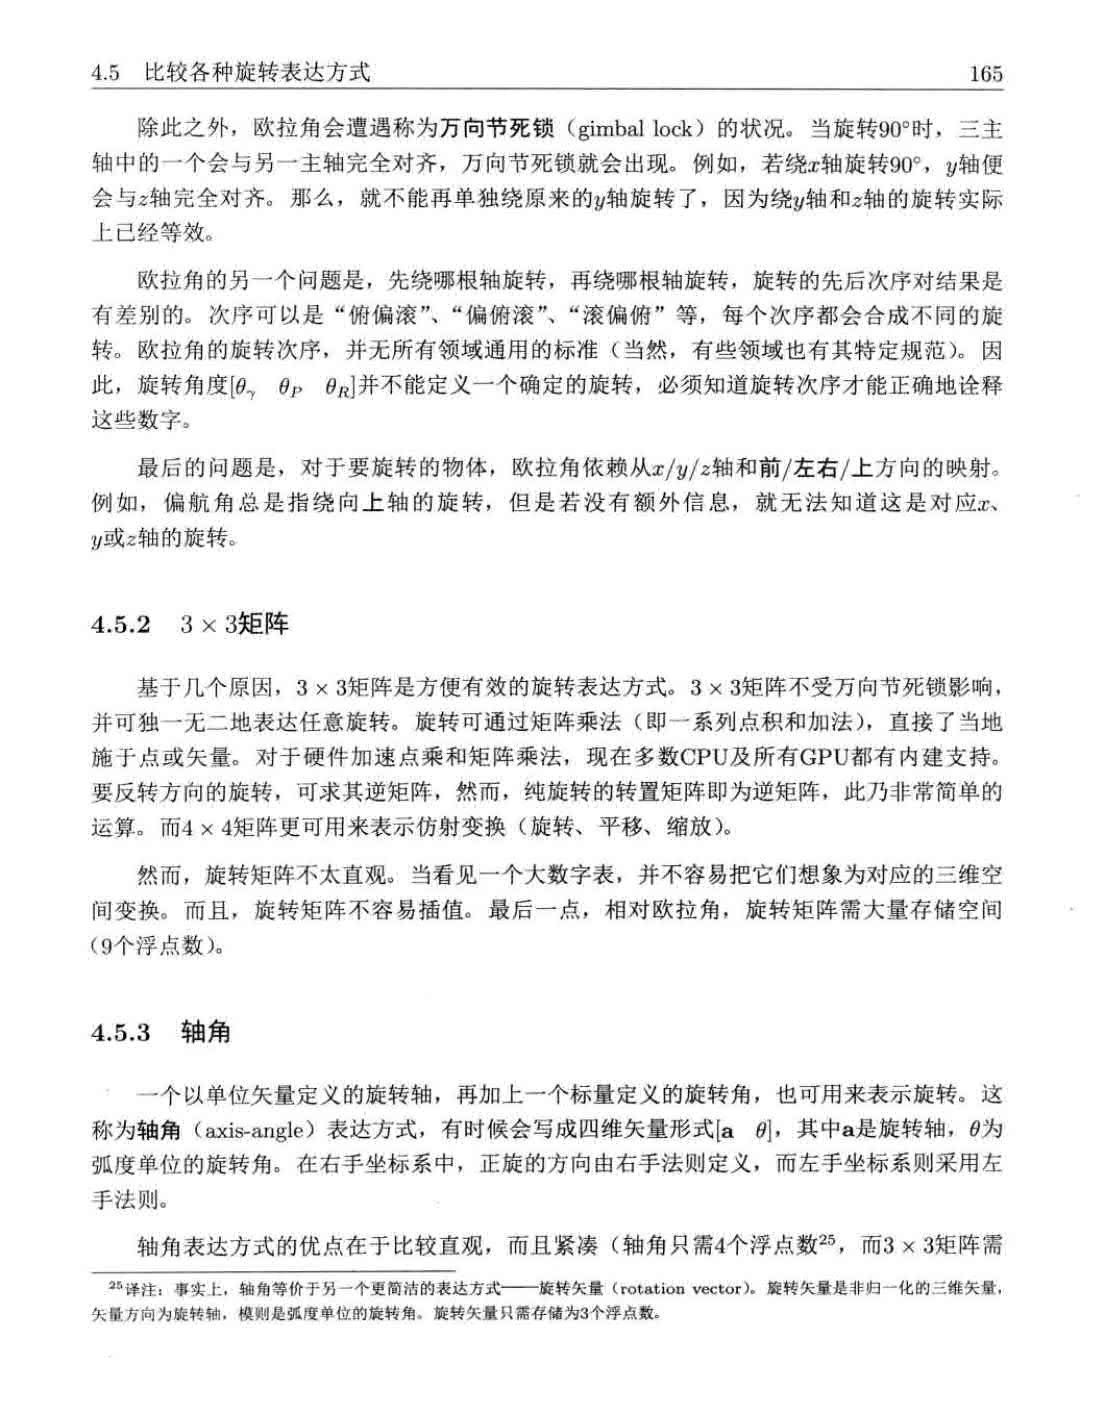 4.5 比较各种旋转表达方式 165
除此之外，欧拉角会遭遇称为万向节死锁（gimbal lock）的状况。当旋转90°时，三主
轴中的一个会与另一主轴完全对齐，万向节死锁就会出现。例如，若绕x轴旋转90°，y轴便
会与z轴完全对齐。那么，就不能再单独绕原来的y轴旋转了，因为绕y轴和z轴的旋转实际
上已经等效。
欧拉角的另一个问题是，先绕哪根轴旋转，再绕哪根轴旋转，旋转的先后次序对结果是
有差别的。次序可以是“俯偏滚”、“偏俯滚”、“滚偏俯”等，每个次序都会合成不同的旋
转。欧拉角的旋转次序，并无所有领域通用的标准（当然，有些领域也有其特定规范）。因
此，旋转角度[θγ θP θR]并不能定义一个确定的旋转，必须知道旋转次序才能正确地诠释
这些数字。
最后的问题是，对于要旋转的物体，欧拉角依赖从x/y/z轴和前/左右/上方向的映射。
例如，偏航角总是指绕向上轴的旋转，但是若没有额外信息，就无法知道这是对应x、
y或z轴的旋转。
4.5.2 3 × 3矩阵
基于几个原因，3 × 3矩阵是方便有效的旋转表达方式。3 × 3矩阵不受万向节死锁影响，
并可独一无二地表达任意旋转。旋转可通过矩阵乘法（即一系列点积和加法），直接了当地
施于点或矢量。对于硬件加速点乘和矩阵乘法，现在多数CPU及所有GPU都有内建支持。
要反转方向的旋转，可求其逆矩阵，然而，纯旋转的转置矩阵即为逆矩阵，此乃非常简单的
运算。而4 × 4矩阵更可用来表示仿射变换（旋转、平移、缩放）。
然而，旋转矩阵不太直观。当看见一个大数字表，并不容易把它们想象为对应的三维空
间变换。而且，旋转矩阵不容易插值。最后一点，相对欧拉角，旋转矩阵需大量存储空间
（9个浮点数）。
4.5.3 轴角
一个以单位矢量定义的旋转轴，再加上一个标量定义的旋转角，也可用来表示旋转。这
称为轴角（axis-angle）表达方式，有时候会写成四维矢量形式[a θ]，其中a是旋转轴，θ为
弧度单位的旋转角。在右手坐标系中，正旋的方向由右手法则定义，而左手坐标系则采用左
手法则。
轴角表达方式的优点在于比较直观，而且紧凑（轴角只需4个浮点数25，而3 × 3矩阵需
25译注：事实上，轴角等价于另一个更简洁的表达方式——旋转矢量（rotation vector）。旋转矢量是非归一化的三维矢量，
矢量方向为旋转轴，模则是弧度单位的旋转角。旋转矢量只需存储为3个浮点数。